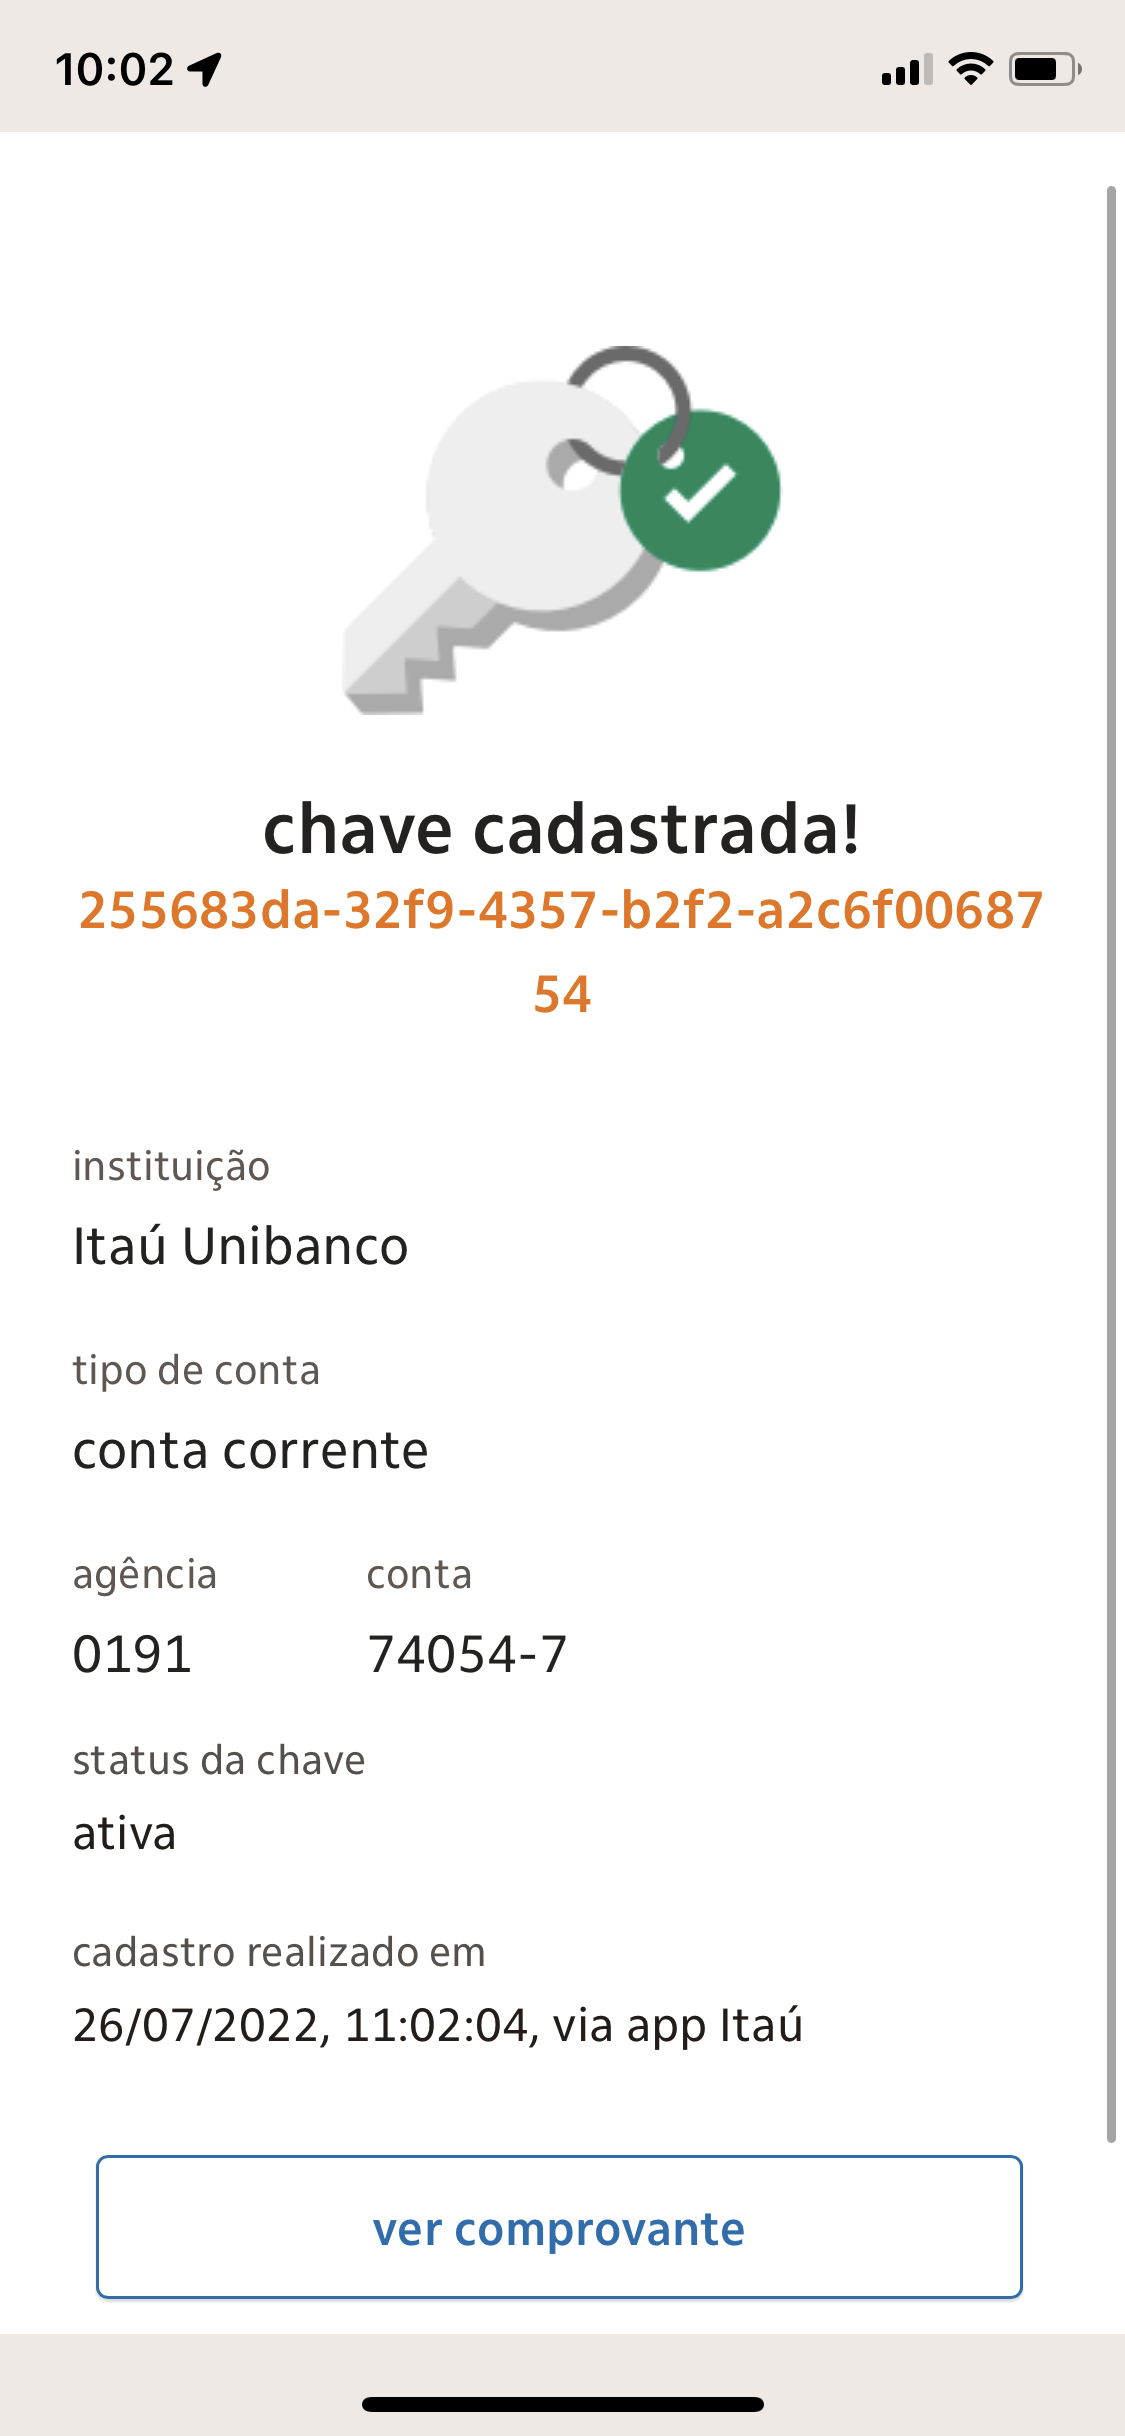 10:02
chave cadastrada!
255683da-32f9-4357-b2f2-a2c6f00687
54
instituição
Itaú Unibanco
tipo de conta
conta corrente
agência conta
0191 74054-7
status da chave
ativa
cadastro realizado em
26/07/2022, 11:02:04, via app Itaú
ver comprovante